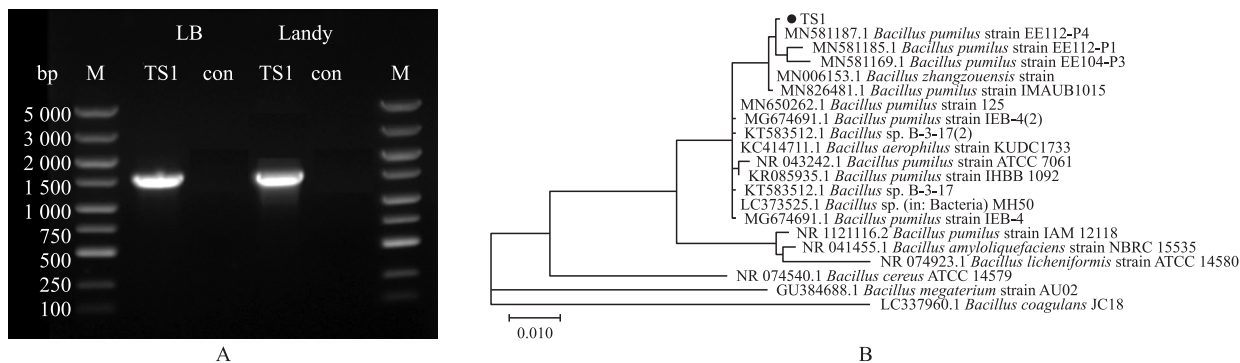 LB Landy
bp M TS1 con TS1 con M
5 000
3 000
2 000
1 500
1 000
750
500
250
100
A
TS1
MN581187.1 Bacillus pumilus strain EE112-P4
MN581185.1 Bacillus pumilus strain EE112-P1
MN581169.1 Bacillus pumilus strain EE104-P3
MN006153.1 Bacillus zhangzouensis strain
MN826481.1 Bacillus pumilus strain IMAUB1015
MN650262.1 Bacillus pumilus strain 125
MG674691.1 Bacillus pumilus strain IEB-4(2)
KT583512.1 Bacillus sp. B-3-17(2)
KC414711.1 Bacillus aerophilus strain KUDC1733
NR 043242.1 Bacillus pumilus strain ATCC 7061
KR085935.1 Bacillus pumilus strain IHBB 1092
KT583512.1 Bacillus sp. B-3-17
LC373525.1 Bacillus sp. (in: Bacteria) MH50
MG674691.1 Bacillus pumilus strain IEB-4
NR 1121116.2 Bacillus pumilus strain IAM 12118
NR 041455.1 Bacillus amyloliquefaciens strain NBRC 15535
NR 074923.1 Bacillus licheniformis strain ATCC 14580
NR 074540.1 Bacillus cereus ATCC 14579
GU384688.1 Bacillus megaterium strain AU02
LC337960.1 Bacillus coagulans JC18
0.010
B